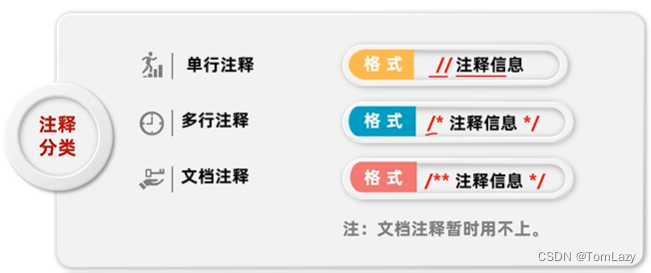 注释
分类
单行注释
格式 // 注释信息
多行注释
格式 /* 注释信息 */
文档注释
格式 /** 注释信息 */
注：文档注释暂时用不上。
CSDN @TomLazy